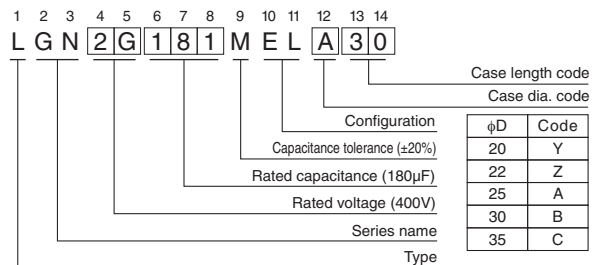 1 2 3 4 5 6 7 8 9 10 11 12 13 14
L G N 2 G 1 8 1 M E L A 3 0
Case length code
Case dia. code
Configuration
Capacitance tolerance (±20%)
Rated capacitance (180µF)
Rated voltage (400V)
Series name
Type
ϕD Code
20 Y
22 Z
25 A
30 B
35 C